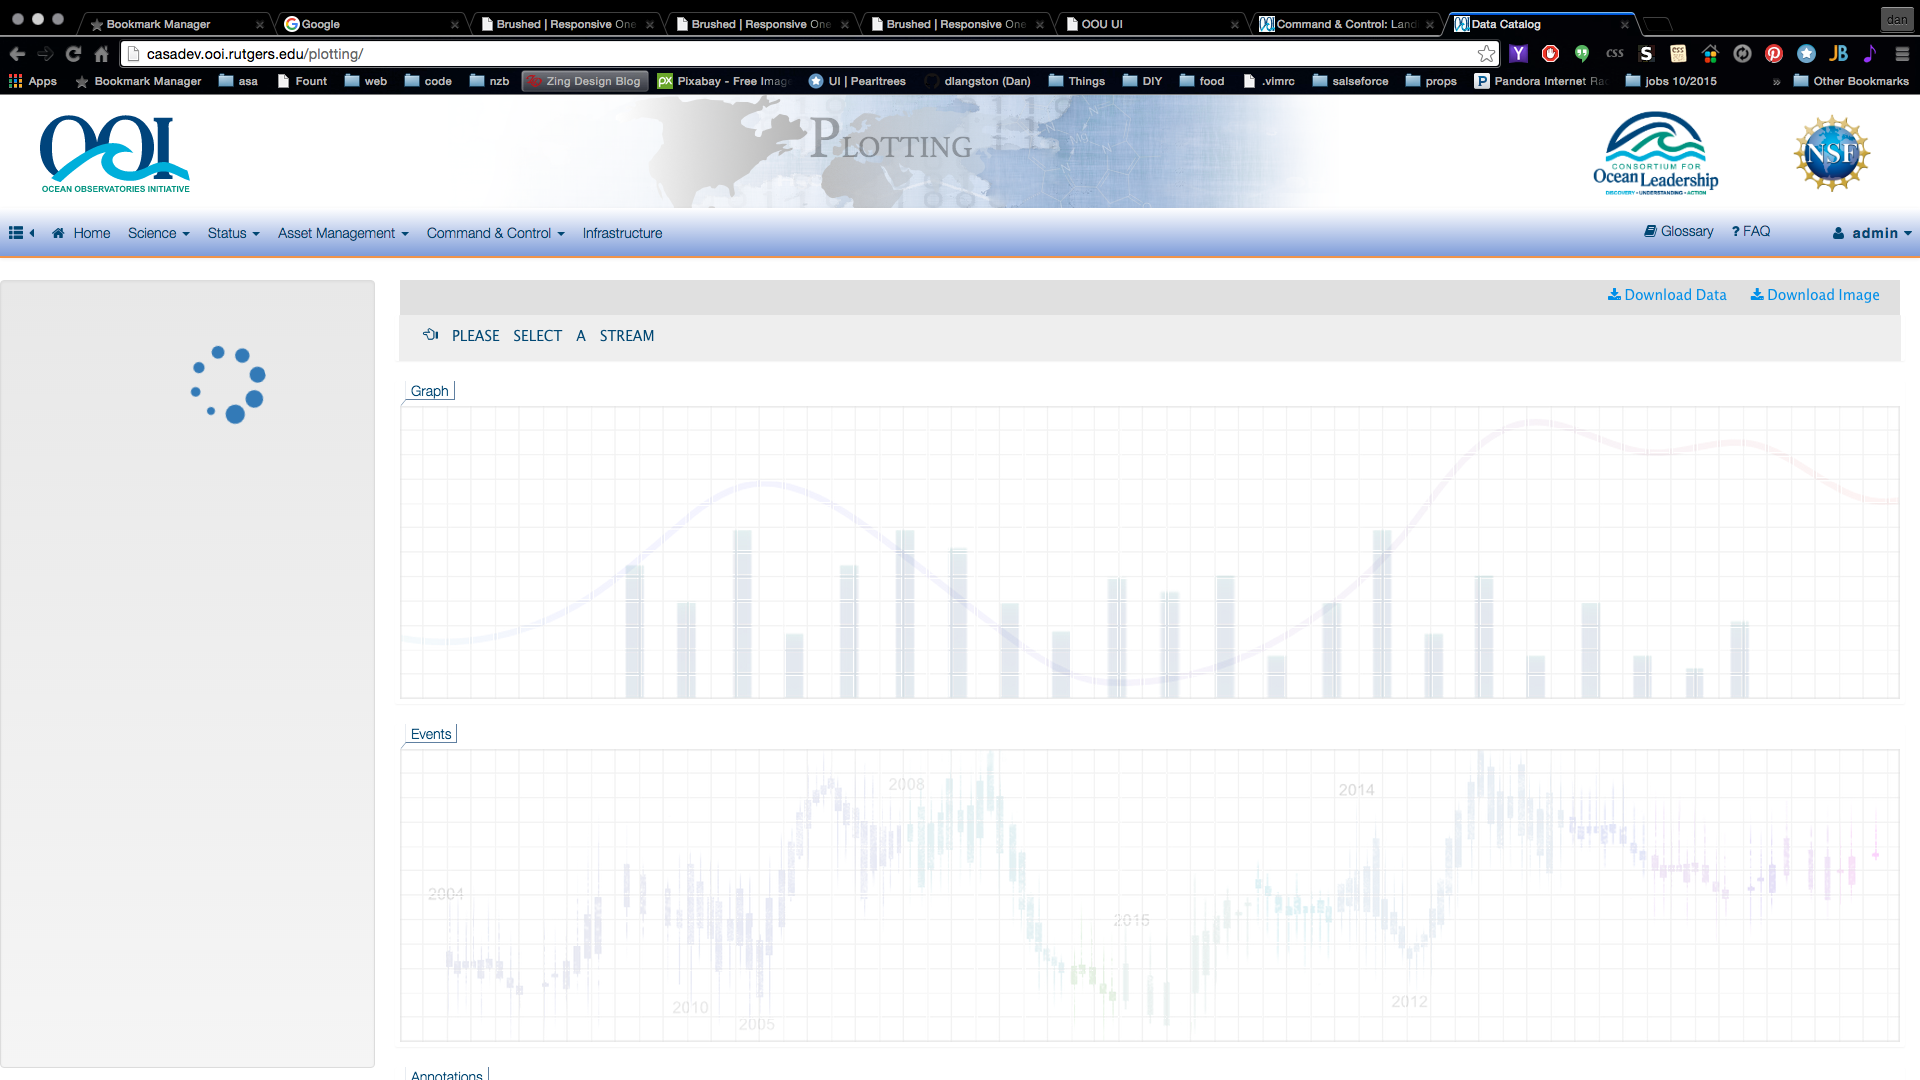 Bookmark Manager
Google
Brushed | Responsive One
Brushed | Responsive One
Brushed | Responsive One
OOU UI
Command & Control: Land
Data Catalog
dan
casadev.ooi.rutgers.edu/plotting/
css
JB
Apps
Bookmark Manager
asa
Fount
web
code
nzb
Zing Design Blog
Pixabay - Free Image
UI | Pearltrees
dlangston (Dan)
Things
DIY
food
.vimrc
salseforce
props
Pandora Internet Ra
jobs 10/2015
»
Other Bookmarks
OOI
OCEAN OBSERVATORIES INITIATIVE
PLOTTING
CONSORTIUM FOR
Ocean Leadership
DISCOVERY • UNDERSTANDING • ACTION
NSF
Home
Science
Status
Asset Management
Command & Control
Infrastructure
Glossary
? FAQ
admin
Download Data
Download Image
PLEASE SELECT A STREAM
Graph
Events
2008
2014
2004
2015
2010
2012
2005
Annotations